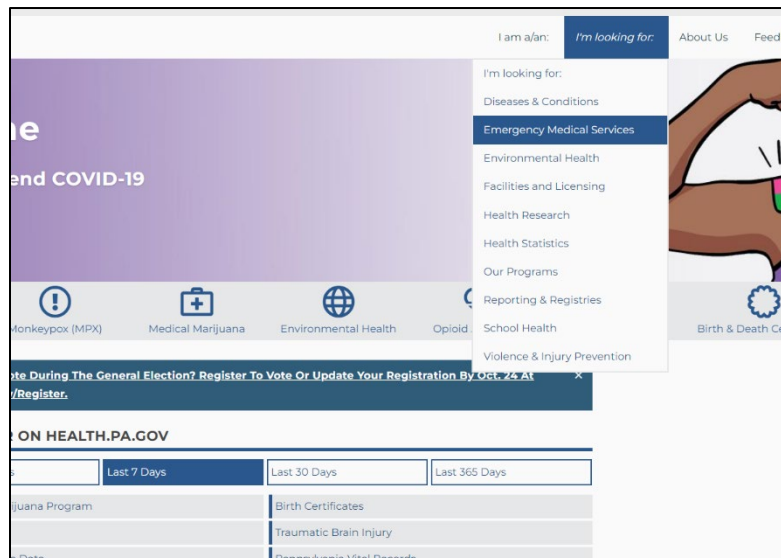 I am a/an:
I'm looking for:
About Us
Feed
I'm looking for:
Diseases & Conditions
Emergency Medical Services
Environmental Health
Facilities and Licensing
Health Research
Health Statistics
Our Programs
Reporting & Registries
School Health
Violence & Injury Prevention
end COVID-19
Monkeypox (MPX)
Medical Marijuana
Environmental Health
Opioid
Birth & Death Ce
ote During The General Election? Register To Vote Or Update Your Registration By Oct. 24 At
/Register.
×
ON HEALTH.PA.GOV
Last 7 Days
Last 30 Days
Last 365 Days
ijuana Program
Birth Certificates
Traumatic Brain Injury
Pennsylvania Vital Records